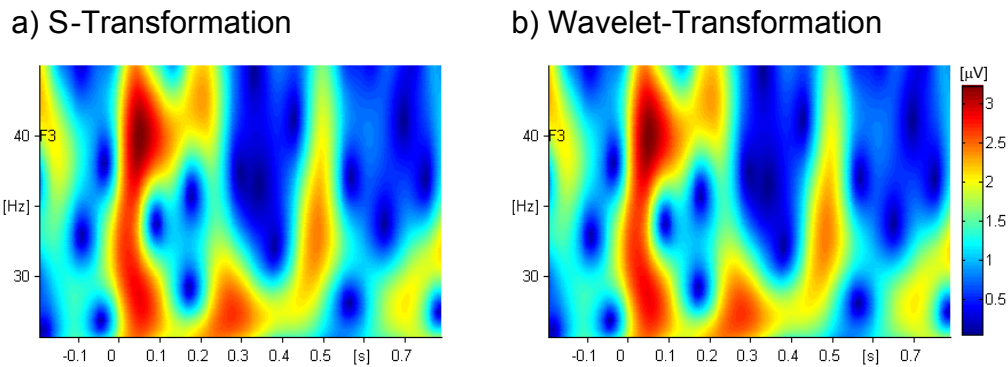 a) S-Transformation
b) Wavelet-Transformation
[µV]
40 F3
[Hz]
30
-0.1 0 0.1 0.2 0.3 0.4 0.5 [s] 0.7
40 F3
[Hz]
30
-0.1 0 0.1 0.2 0.3 0.4 0.5 [s] 0.7
3
2.5
2
1.5
1
0.5